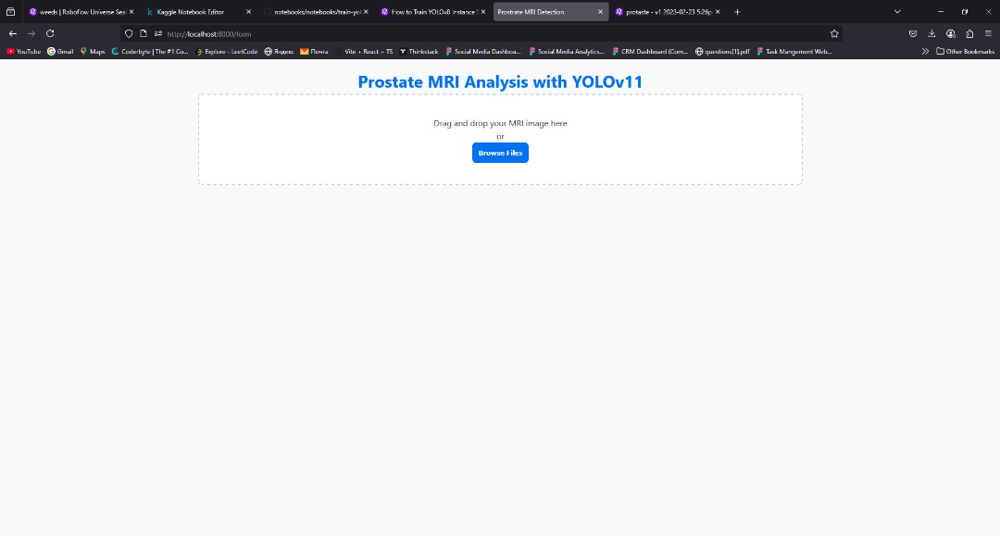 weeds | Roboflow Universe Sea
Kaggle Notebook Editor
notebooks/notebooks/train-yol
How to Train YOLOv8 Instance S
Prostrate MRI Detection
protaste - v1 2023-02-23 5:26p
http://localhost:8000/form
YouTube
Gmail
Maps
Coderbyte | The #1 Co...
Explore - LeetCode
Яндекс
Почта
Vite + React + TS
Thinkstack
Social Media Dashboa...
Social Media Analytics...
CRM Dashboard (Com...
questions[1].pdf
Task Mangement Web...
Other Bookmarks
Prostate MRI Analysis with YOLOv11
Drag and drop your MRI image here
or
Browse Files